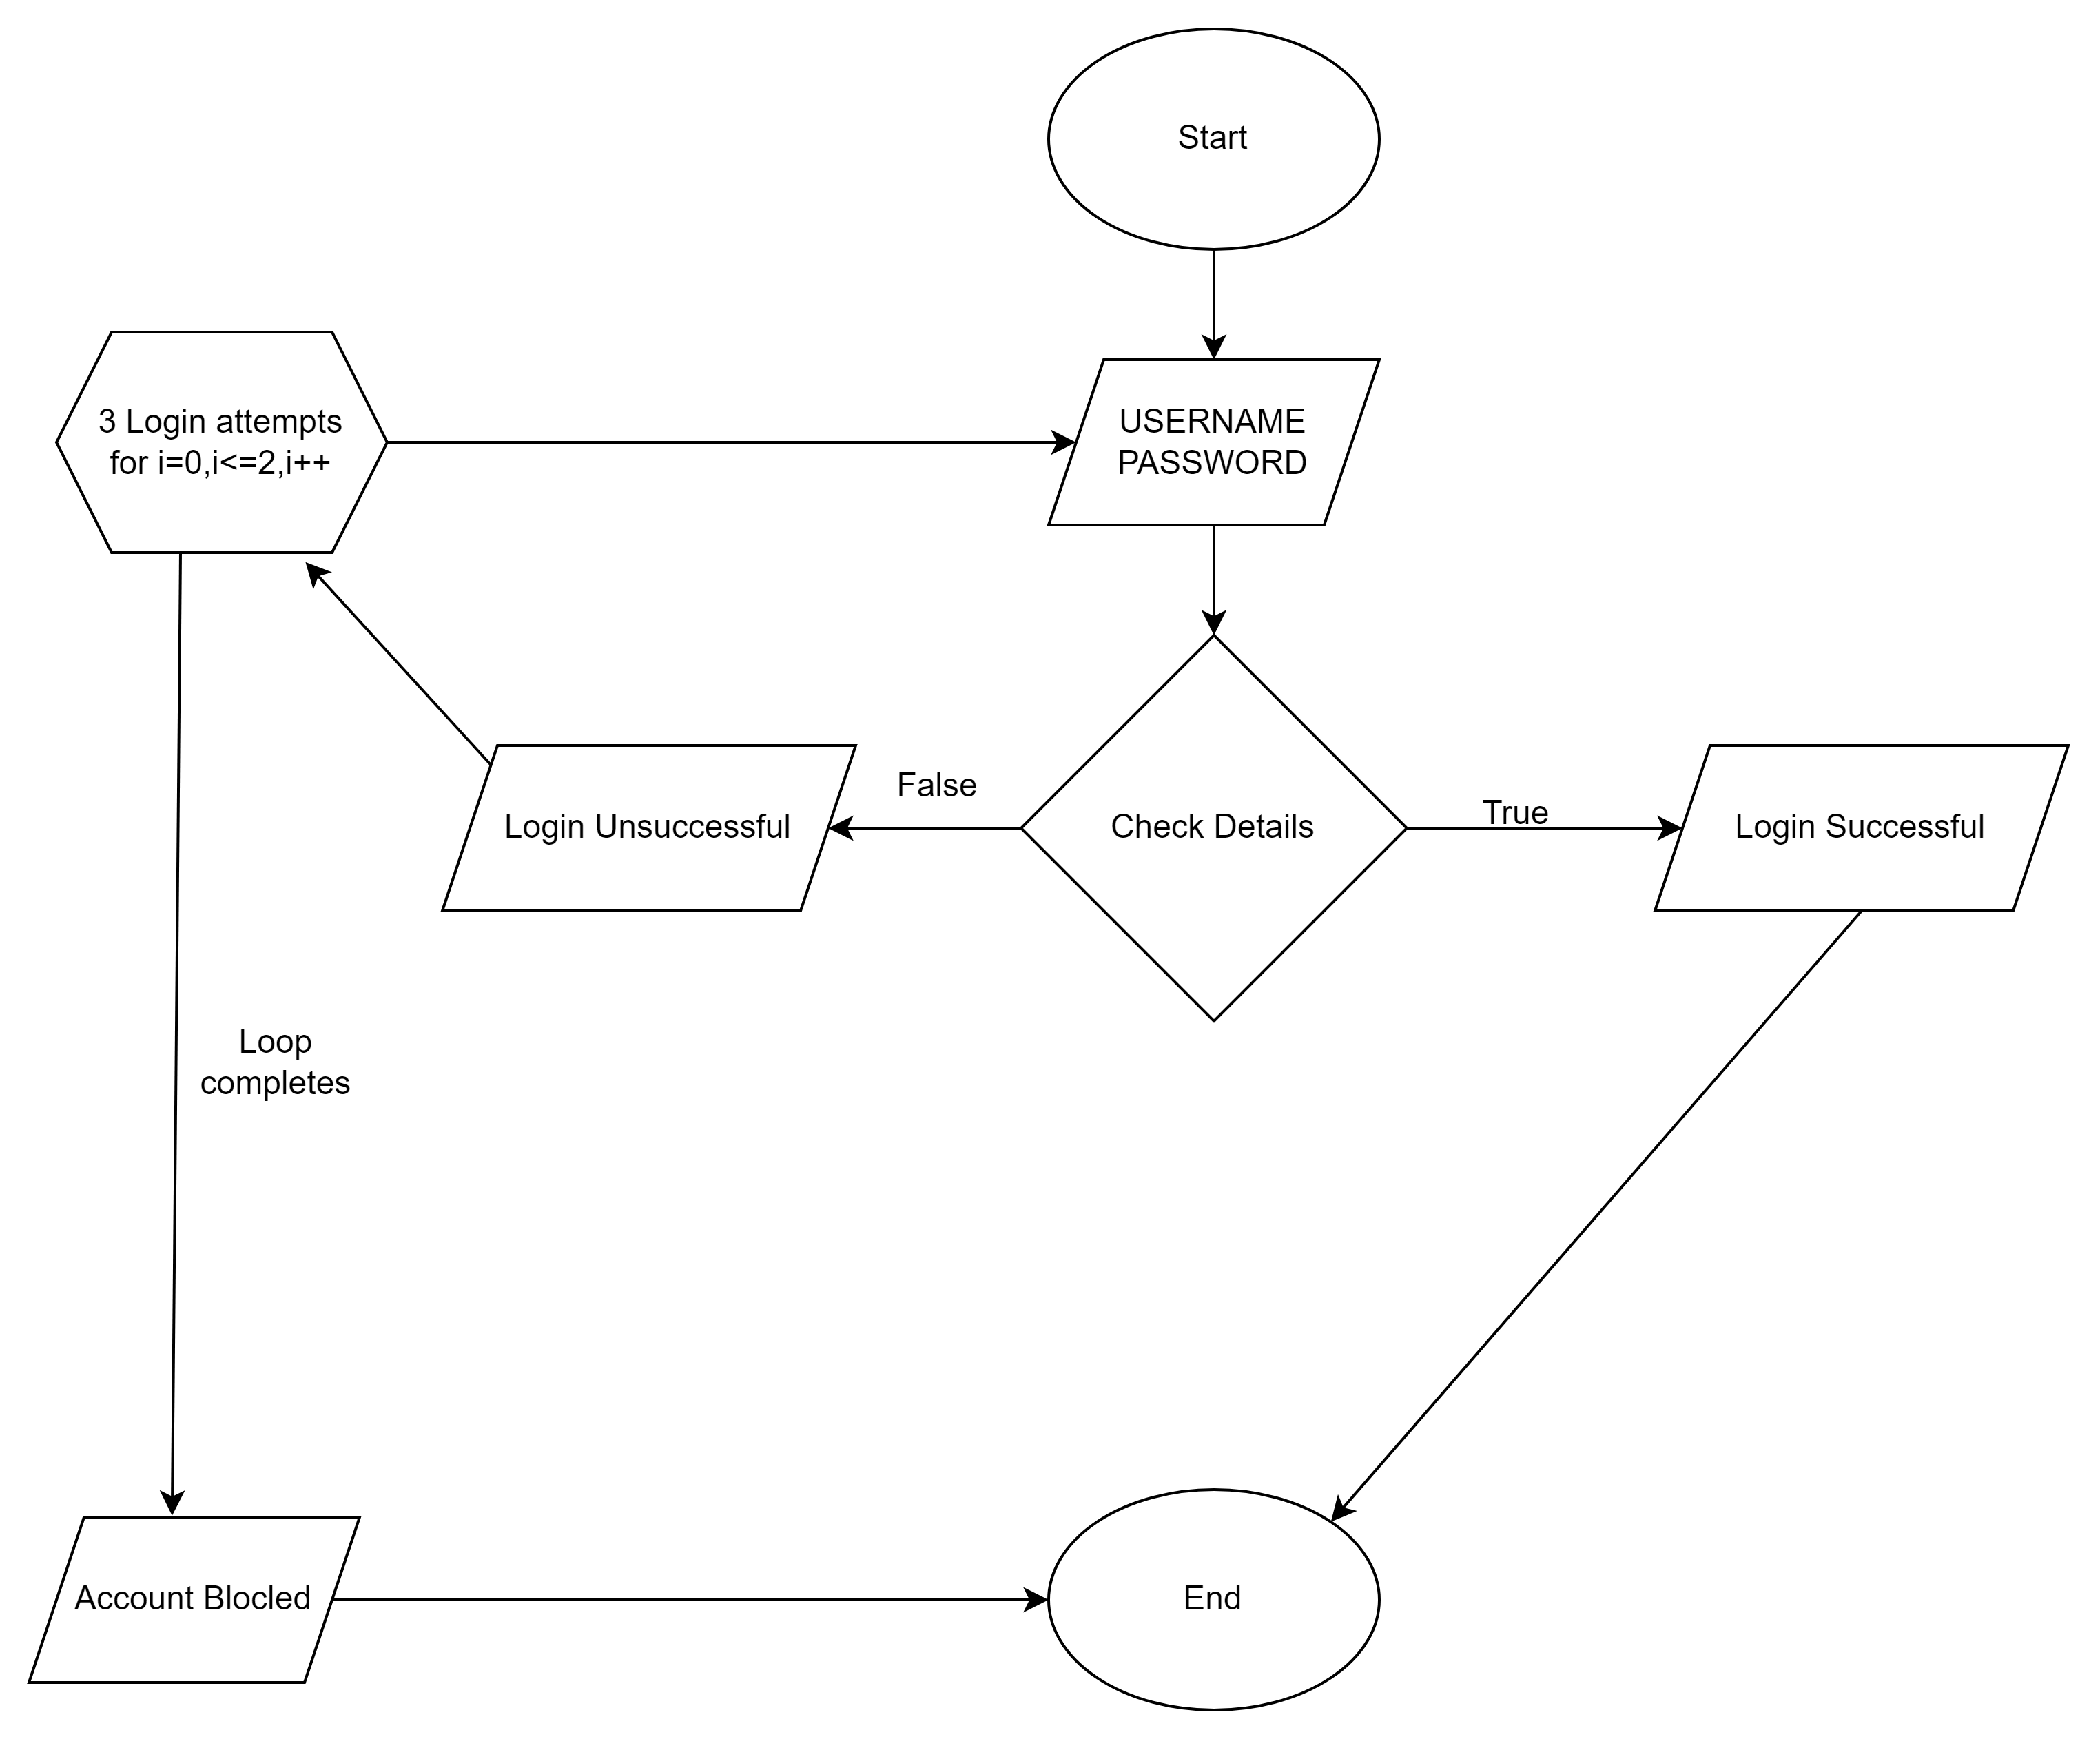 Start
3 Login attempts
for i=0,i<=2,i++
USERNAME
PASSWORD
False
True
Login Unsuccessful
Check Details
Login Successful
Loop
completes
Account Blocled
End